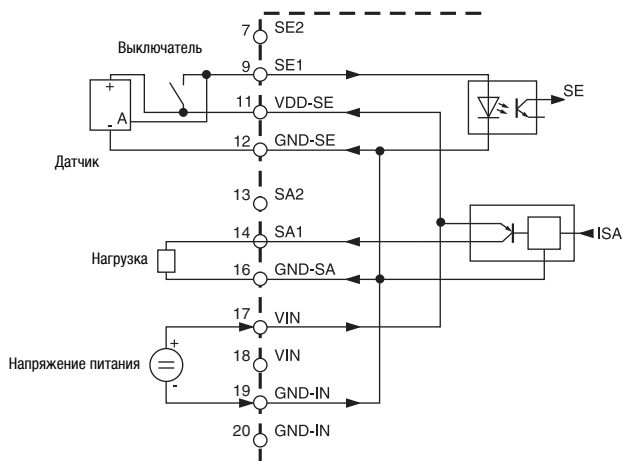 7 SE2
Выключатель
9 SE1
+
A
-
SE
11 VDD-SE
12 GND-SE
Датчик
13 SA2
14 SA1
ISA
Нагрузка
16 GND-SA
17 VIN
+
Напряжение питания
18 VIN
-
19 GND-IN
20 GND-IN